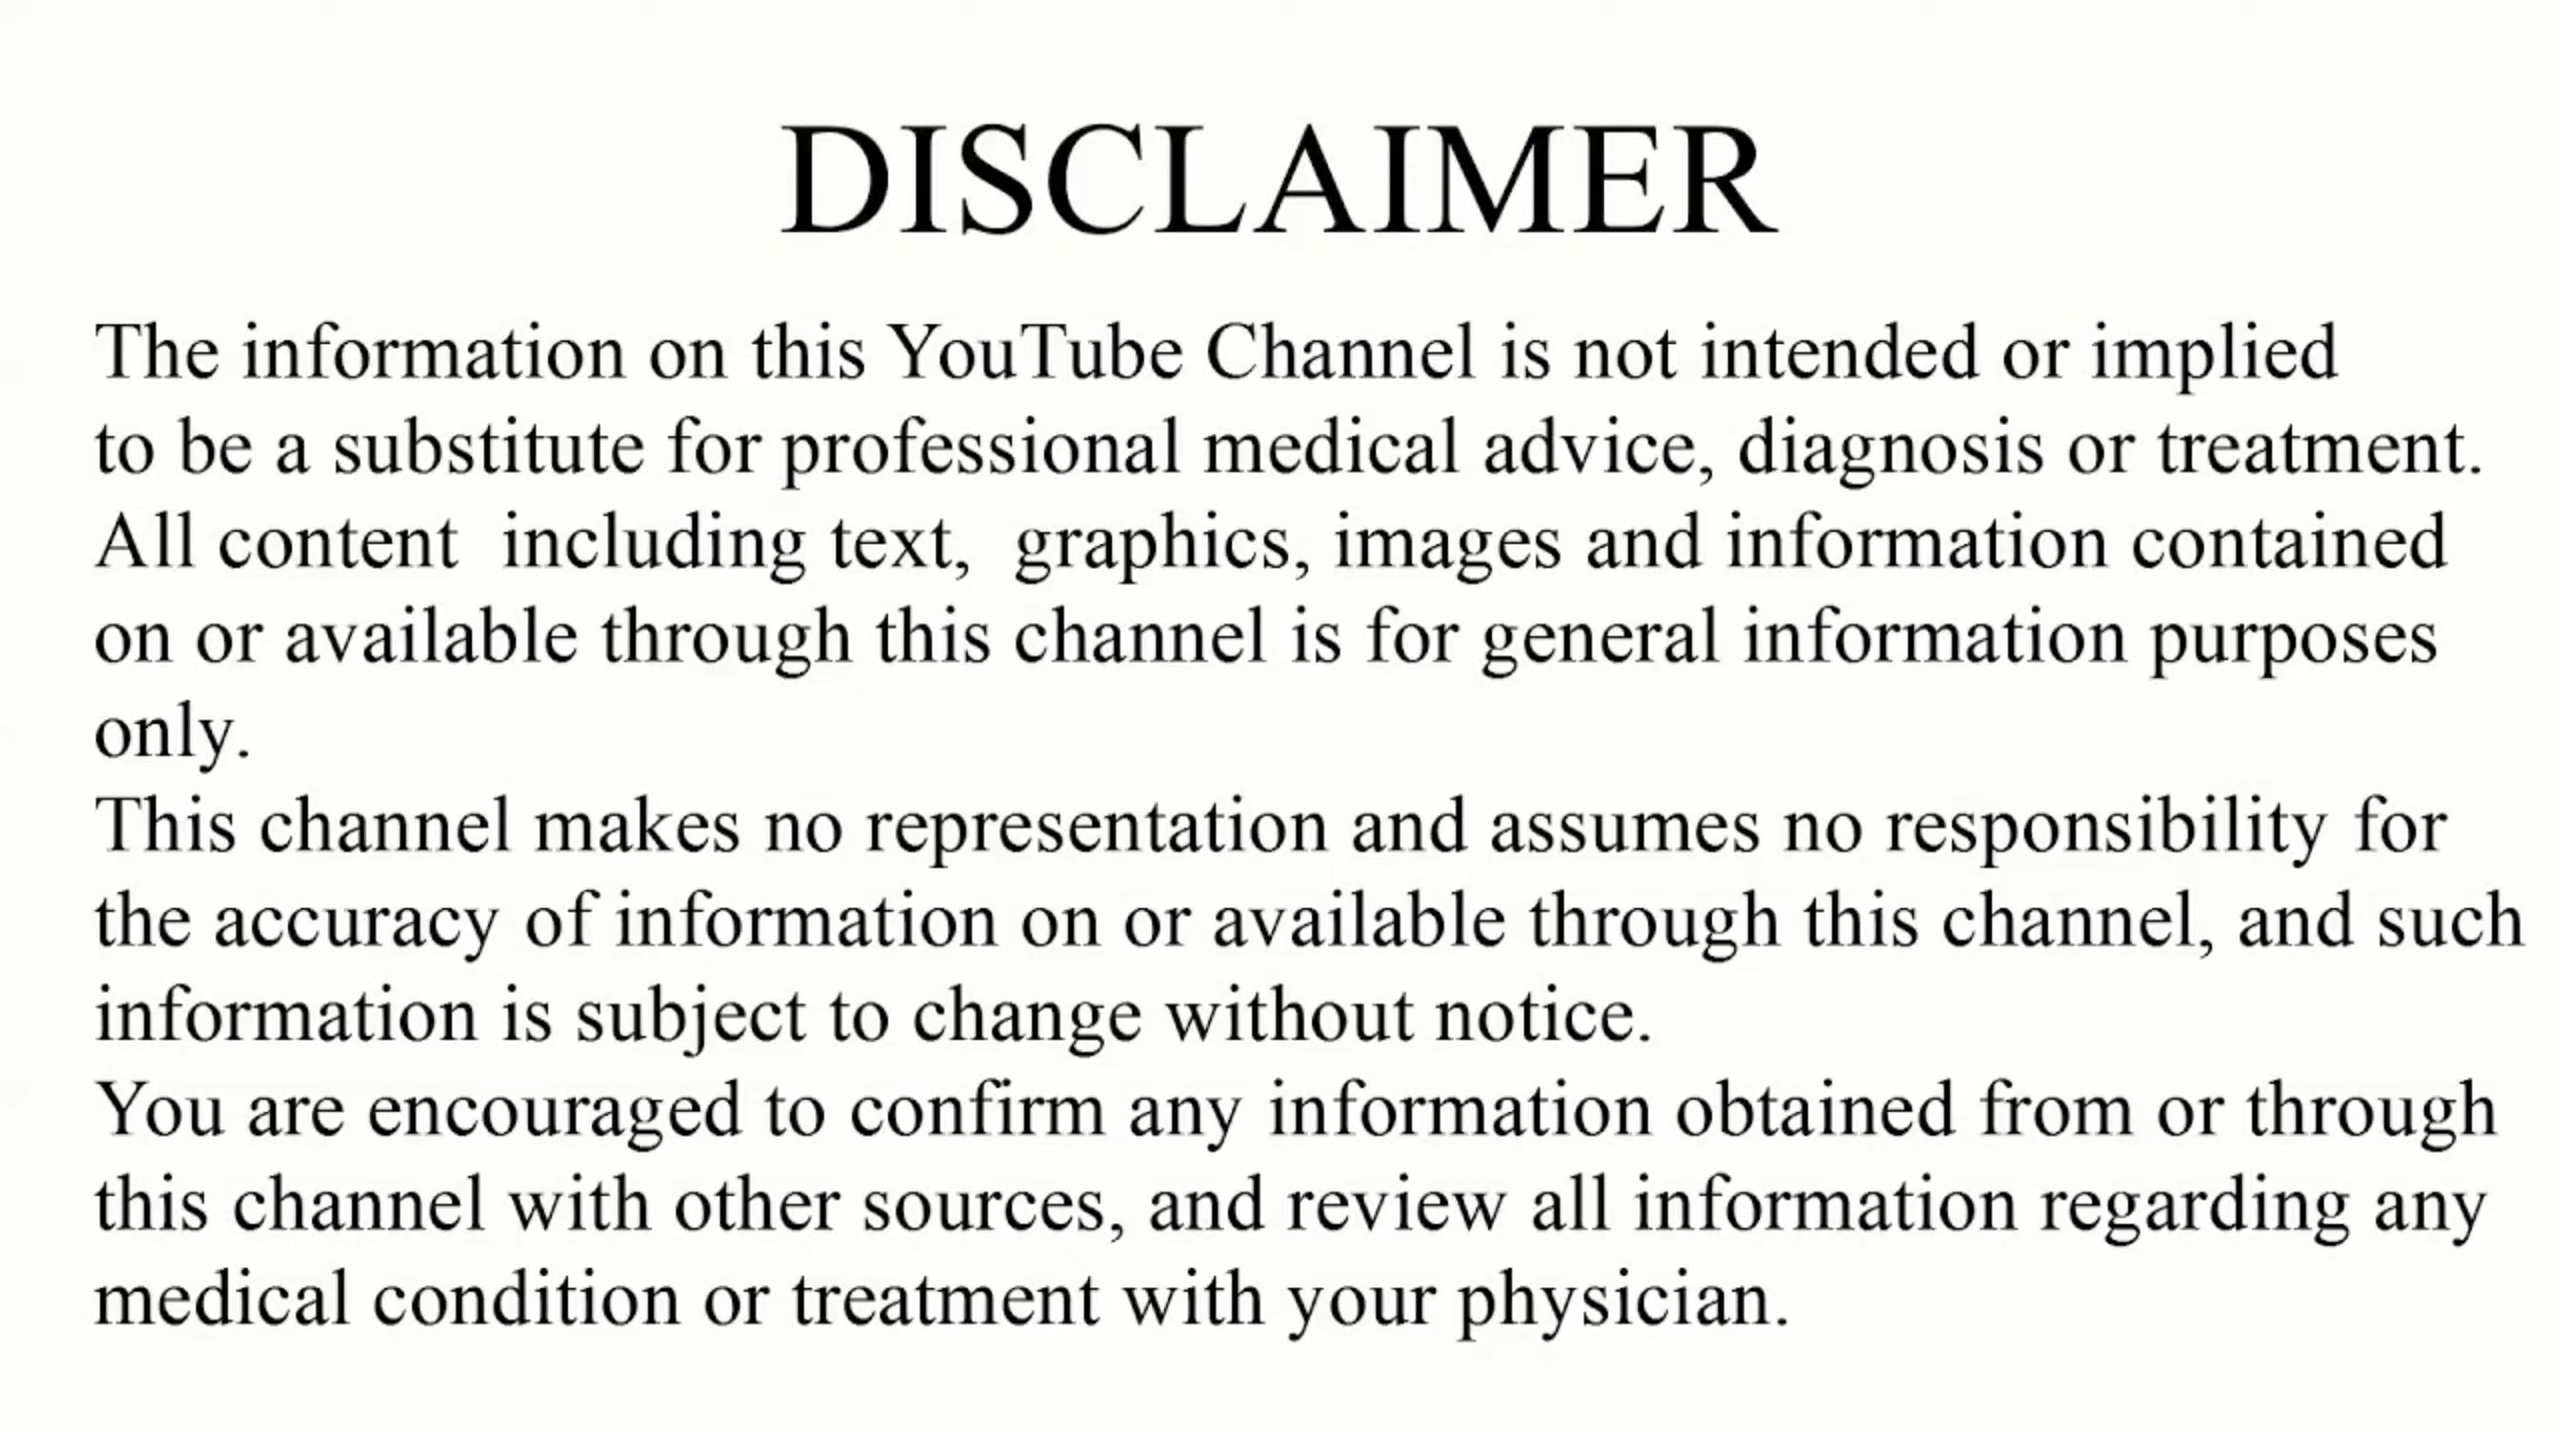 DISCLAIMER
The information on this YouTube Channel is not intended or implied
to be a substitute for professional medical advice, diagnosis or treatment.
All content  including text,  graphics, images and information contained
on or available through this channel is for general information purposes
only.
This channel makes no representation and assumes no responsibility for
the accuracy of information on or available through this channel, and such
information is subject to change without notice.
You are encouraged to confirm any information obtained from or through
this channel with other sources, and review all information regarding any
medical condition or treatment with your physician.